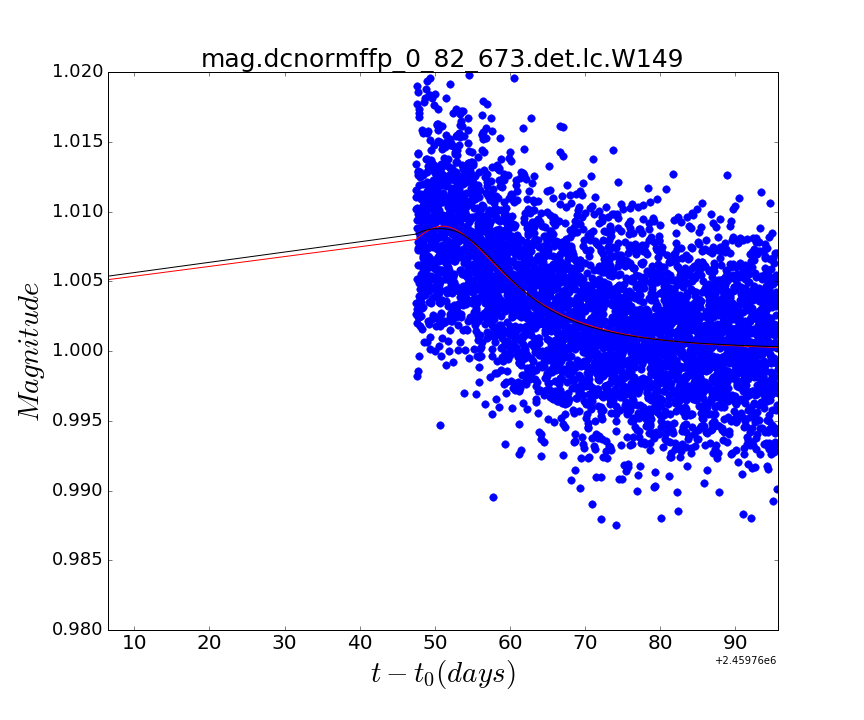 mag.dcnormffp_0_82_673.det.lc.W149
1.020
1.015
1.010
1.005
1.000
0.995
0.990
0.985
0.980
Magnitude
10 20 30 40 50 60 70 80 90
+2.45976e6
t − t₀(days)